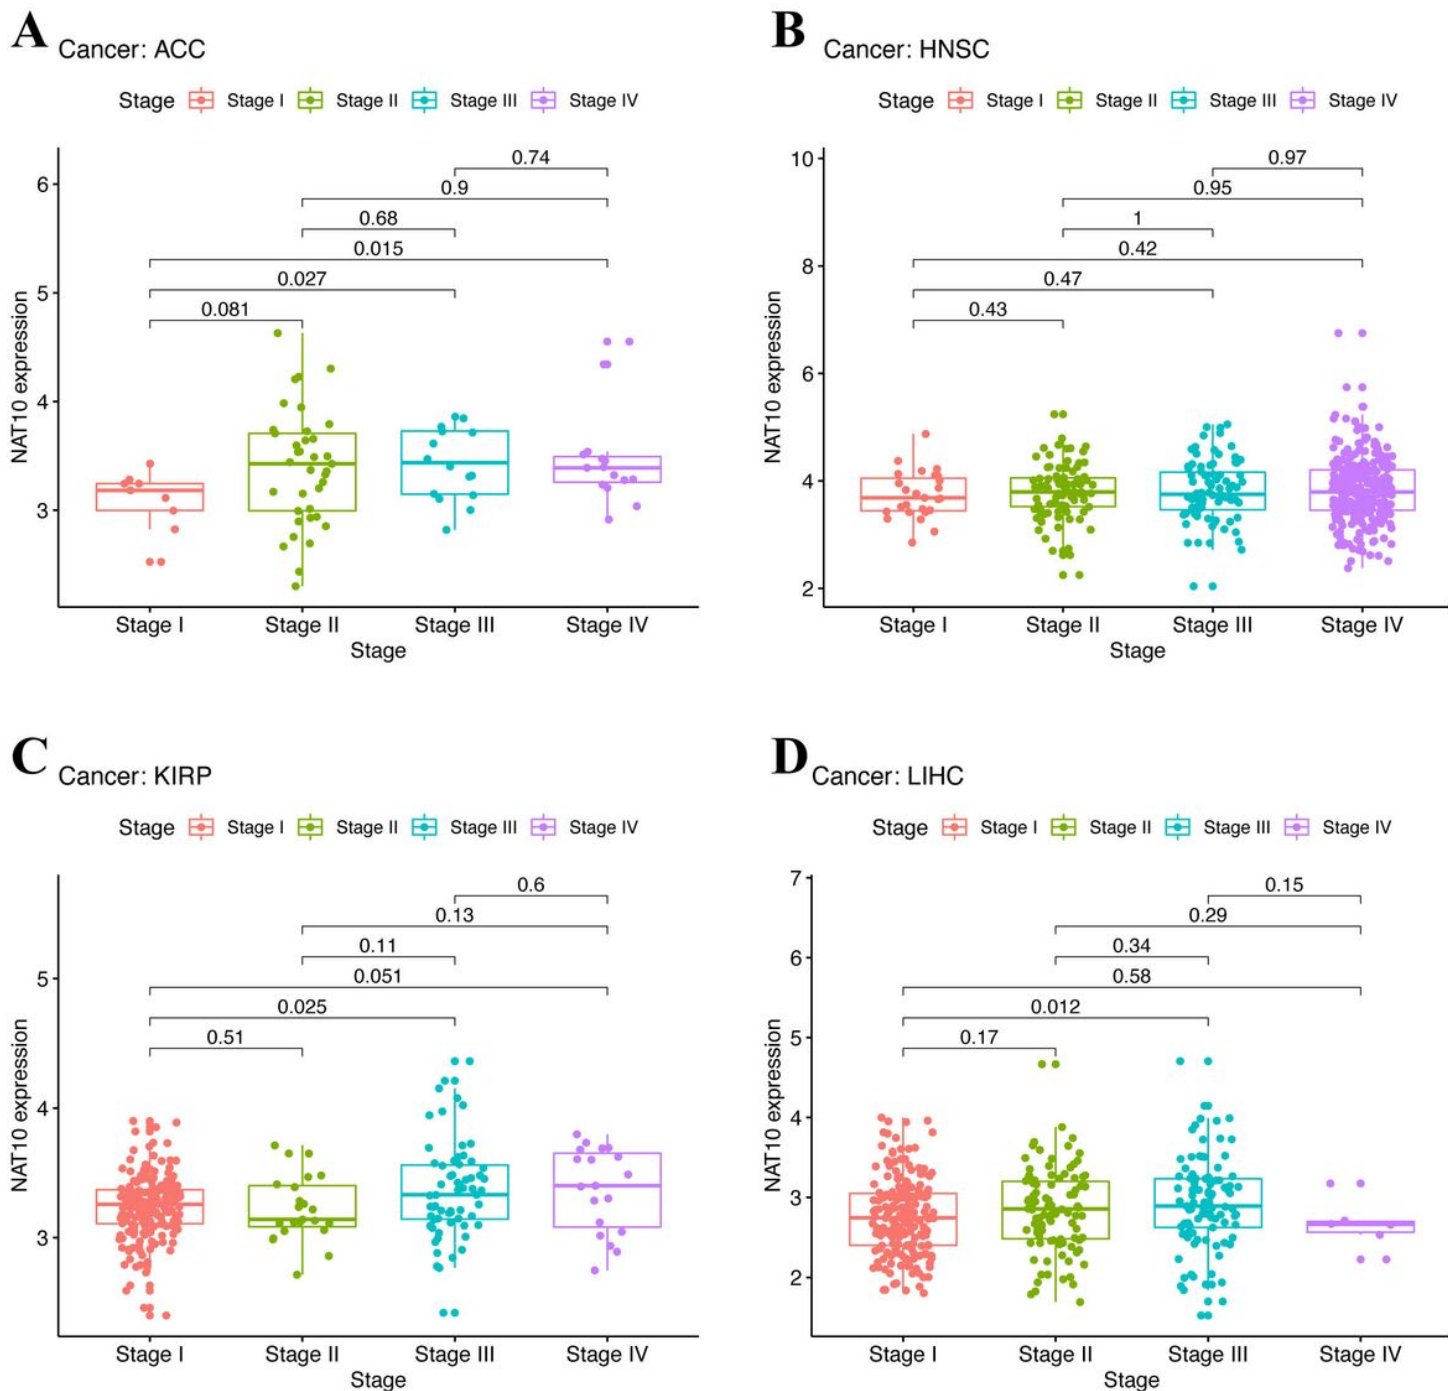 A Cancer: ACC
Stage Stage I Stage II Stage III Stage IV
NAT10 expression
6
5
4
3
0.74
0.9
0.68
0.015
0.027
0.081
Stage I Stage II Stage III Stage IV
Stage
B Cancer: HNSC
Stage Stage I Stage II Stage III Stage IV
NAT10 expression
10
8
6
4
2
0.97
0.95
1
0.42
0.47
0.43
Stage I Stage II Stage III Stage IV
Stage
C Cancer: KIRP
Stage Stage I Stage II Stage III Stage IV
NAT10 expression
5
4
3
0.6
0.13
0.11
0.051
0.025
0.51
Stage I Stage II Stage III Stage IV
Stage
D Cancer: LIHC
Stage Stage I Stage II Stage III Stage IV
NAT10 expression
7
6
5
4
3
2
0.15
0.29
0.34
0.58
0.012
0.17
Stage I Stage II Stage III Stage IV
Stage